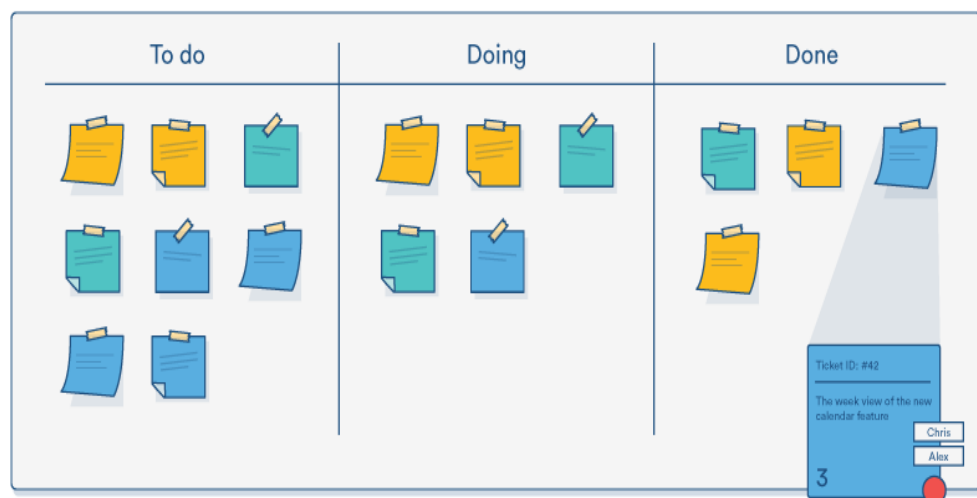 To do
Doing
Done
Ticket ID: #42
The week view of the new
calendar feature
Chris
Alex
3